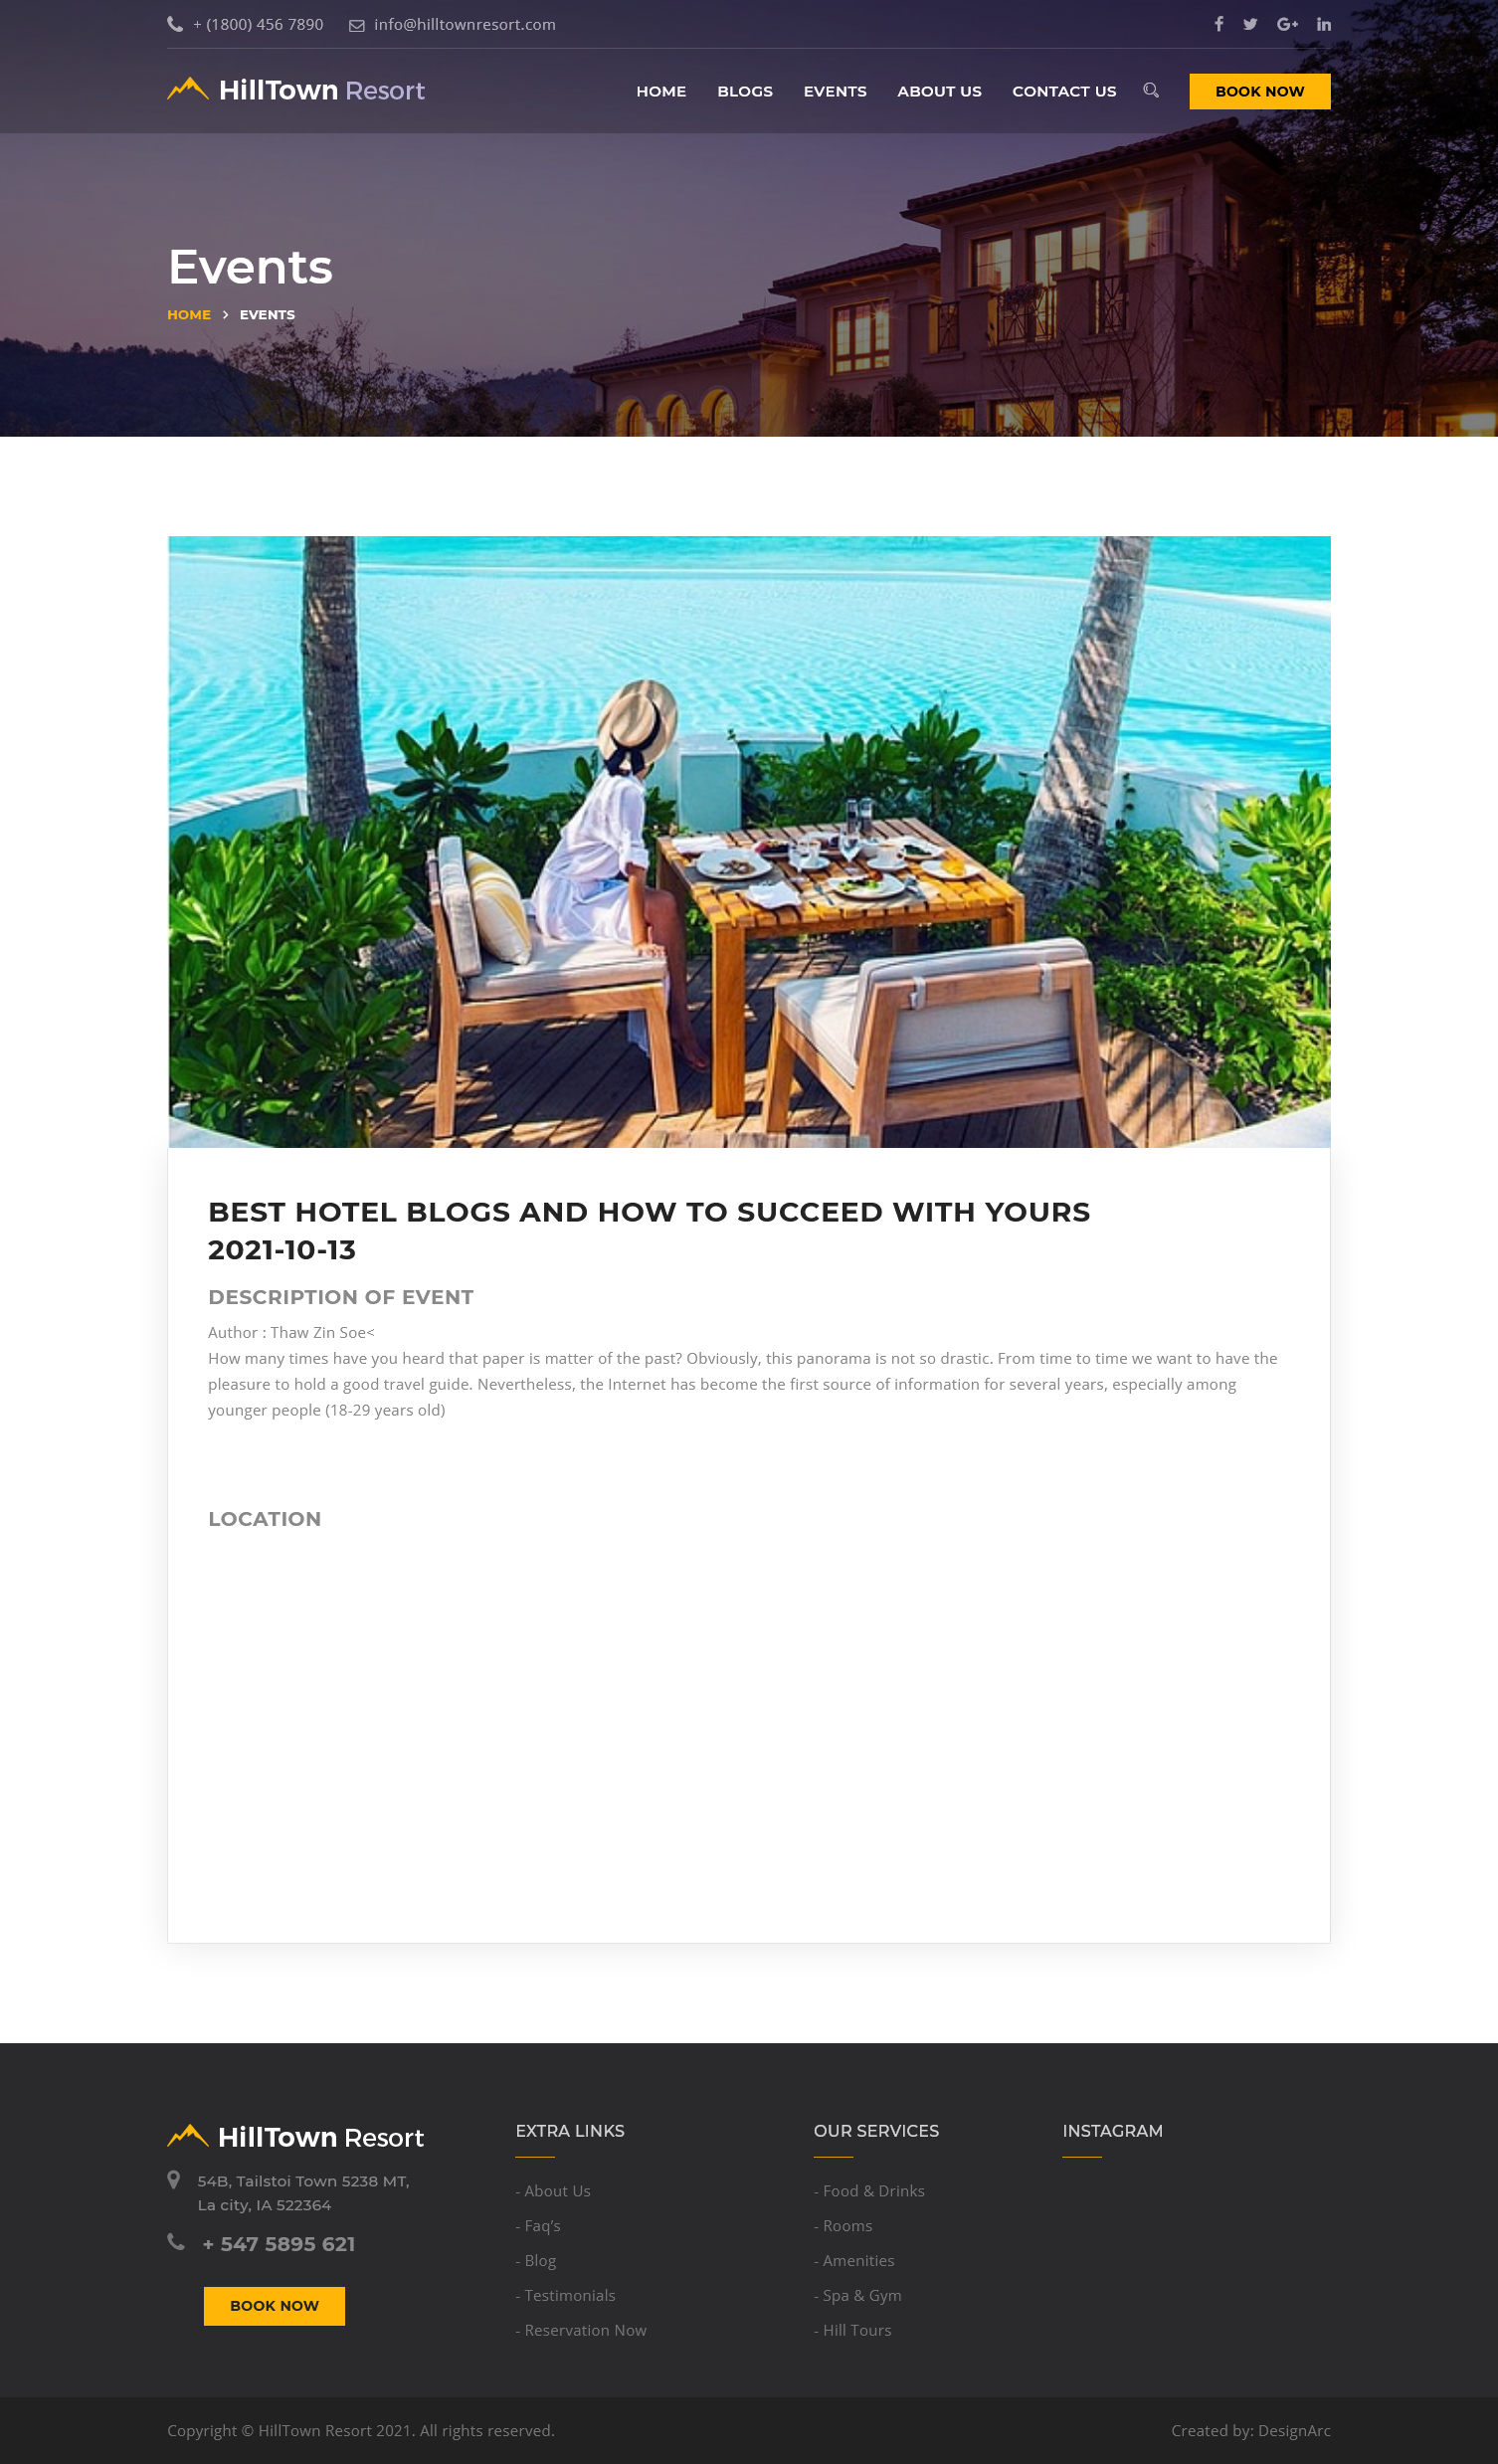 + (1800) 456 7890 info@hilltownresort.com
HillTown Resort HOME BLOGS EVENTS ABOUT US CONTACT US BOOK NOW
Events
HOME > EVENTS
BEST HOTEL BLOGS AND HOW TO SUCCEED WITH YOURS
2021-10-13
DESCRIPTION OF EVENT
Author : Thaw Zin Soe<
How many times have you heard that paper is matter of the past? Obviously, this panorama is not so drastic. From time to time we want to have the
pleasure to hold a good travel guide. Nevertheless, the Internet has become the first source of information for several years, especially among
younger people (18-29 years old)
LOCATION
HillTown Resort
54B, Tailstoi Town 5238 MT,
La city, IA 522364
+ 547 5895 621
BOOK NOW
EXTRA LINKS
- About Us
- Faq’s
- Blog
- Testimonials
- Reservation Now
OUR SERVICES
- Food & Drinks
- Rooms
- Amenities
- Spa & Gym
- Hill Tours
INSTAGRAM
Copyright © HillTown Resort 2021. All rights reserved. Created by: DesignArc